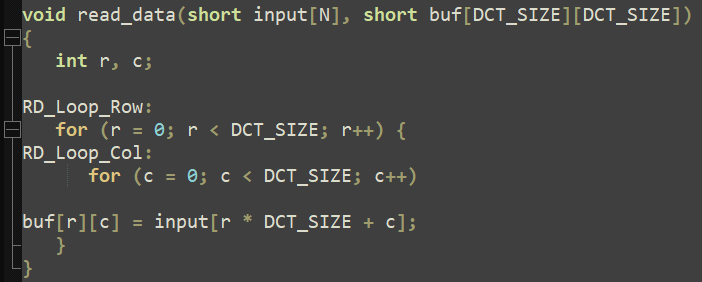 void read_data(short input[N], short buf[DCT_SIZE][DCT_SIZE])
{
   int r, c;

RD_Loop_Row:
   for (r = 0; r < DCT_SIZE; r++) {
RD_Loop_Col:
      for (c = 0; c < DCT_SIZE; c++)

buf[r][c] = input[r * DCT_SIZE + c];
   }
}